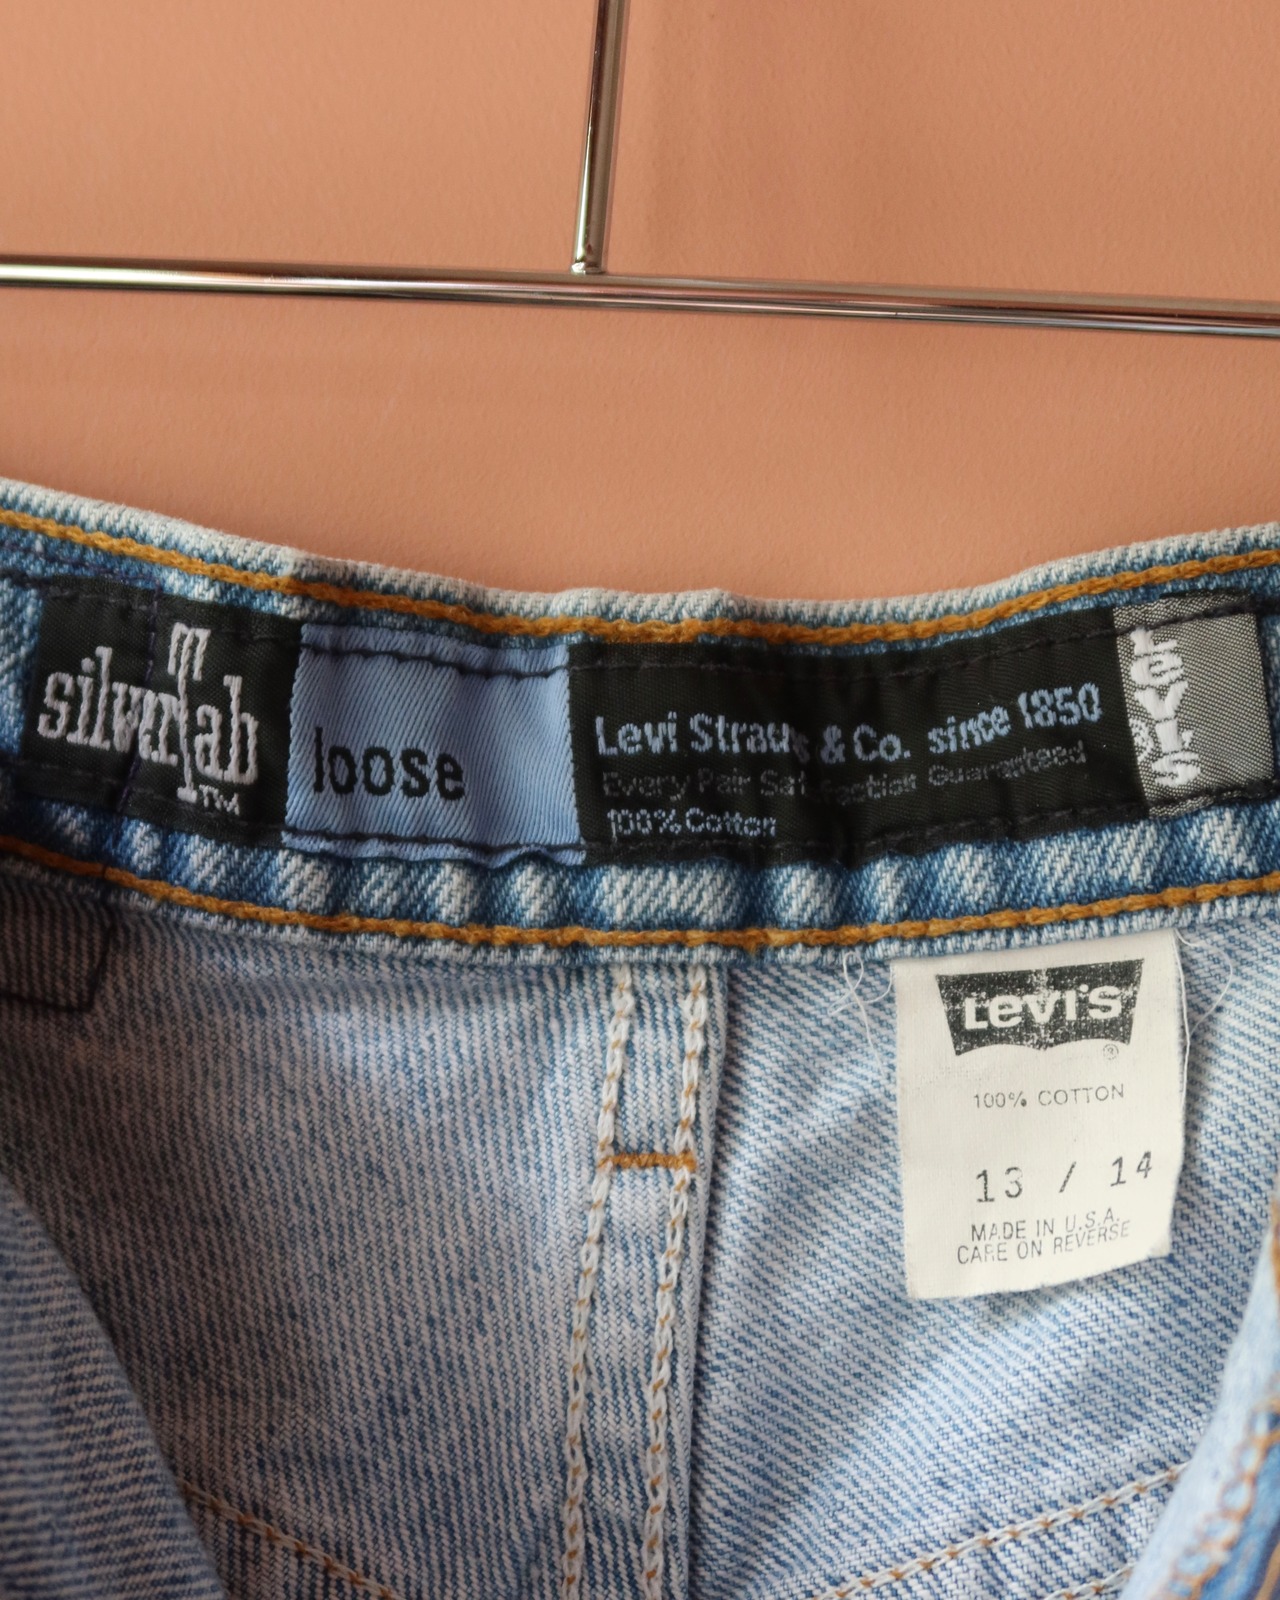 silvertab
TM
loose
Levi Strauss & Co. since 1850
Every Pair Satisfaction Guaranteed
100% Cotton
Levi's
®
Levi's
®
100% COTTON
13 / 14
MADE IN U.S.A.
CARE ON REVERSE